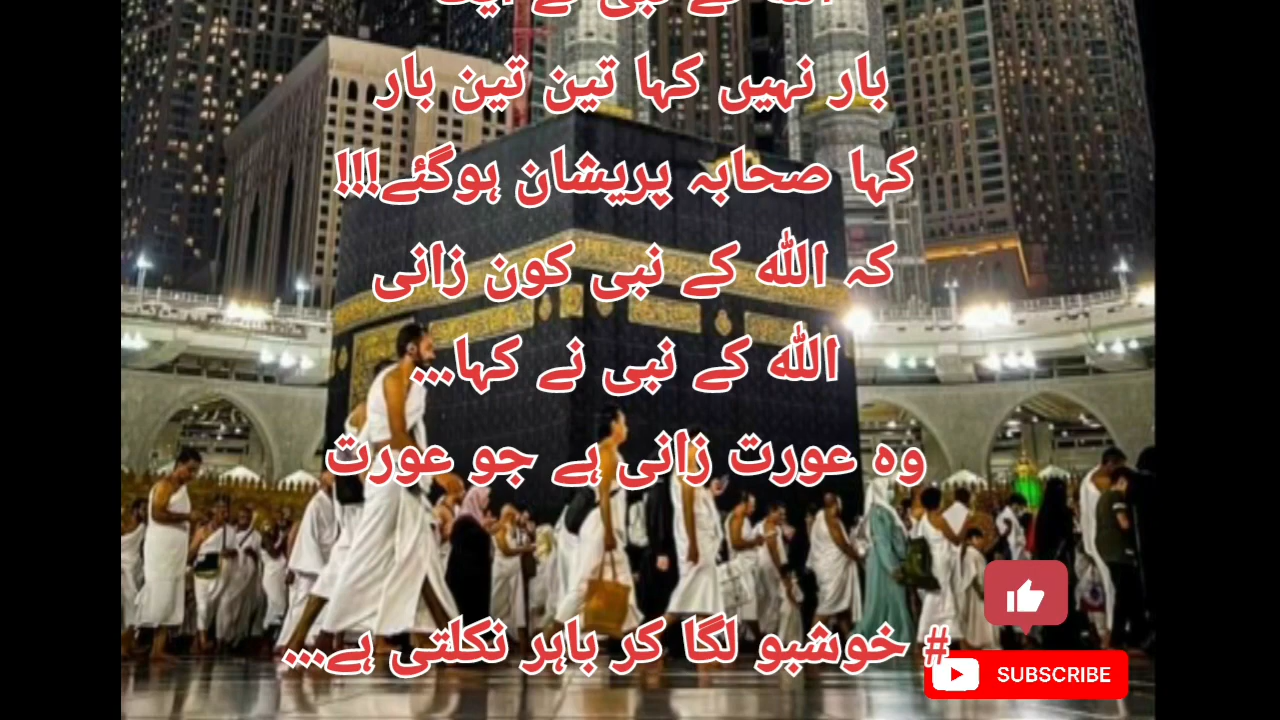 بار نہیں کہا تین تین بار
کہا صحابہ پریشان ہوگئے!!!
کہ اللہ کے نبی کون زانی
اللہ کے نبی نے کہا...
وہ عورت زانی ہے جو عورت
# خوشبو لگا کر باہر نکلتی ہے...
SUBSCRIBE